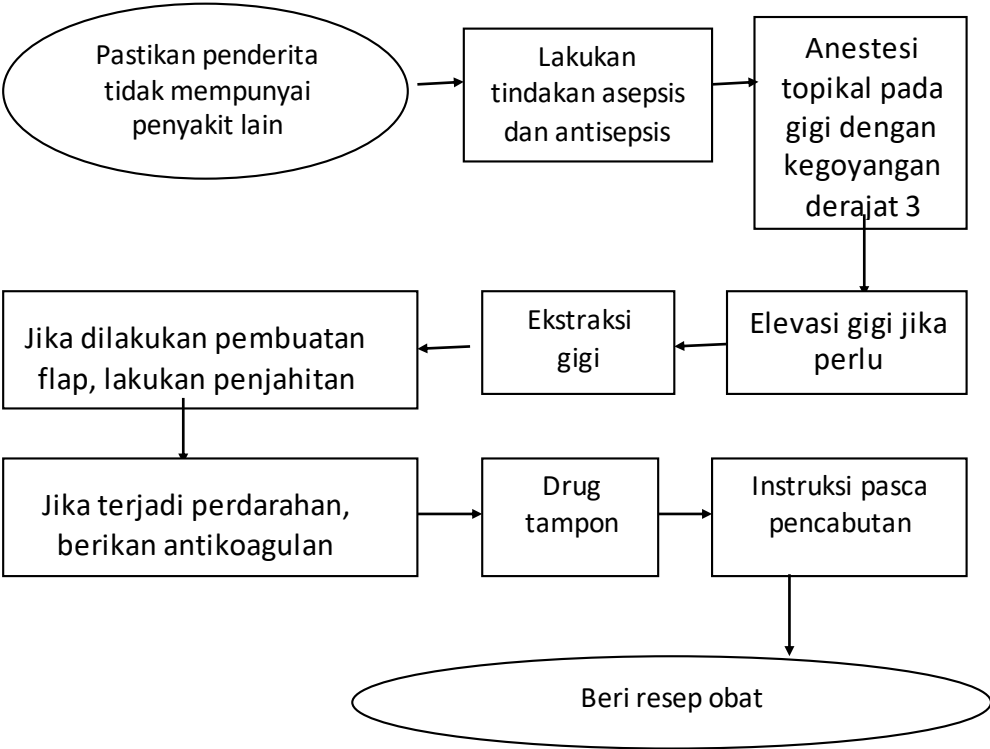 Pastikan penderita
tidak mempunyai
penyakit lain
Lakukan
tindakan asepsis
dan antisepsis
Anestesi
topikal pada
gigi dengan
kegoyangan
derajat 3
Elevasi gigi jika
perlu
Ekstraksi
gigi
Jika dilakukan pembuatan
flap, lakukan penjahitan
Jika terjadi perdarahan,
berikan antikoagulan
Drug
tampon
Instruksi pasca
pencabutan
Beri resep obat